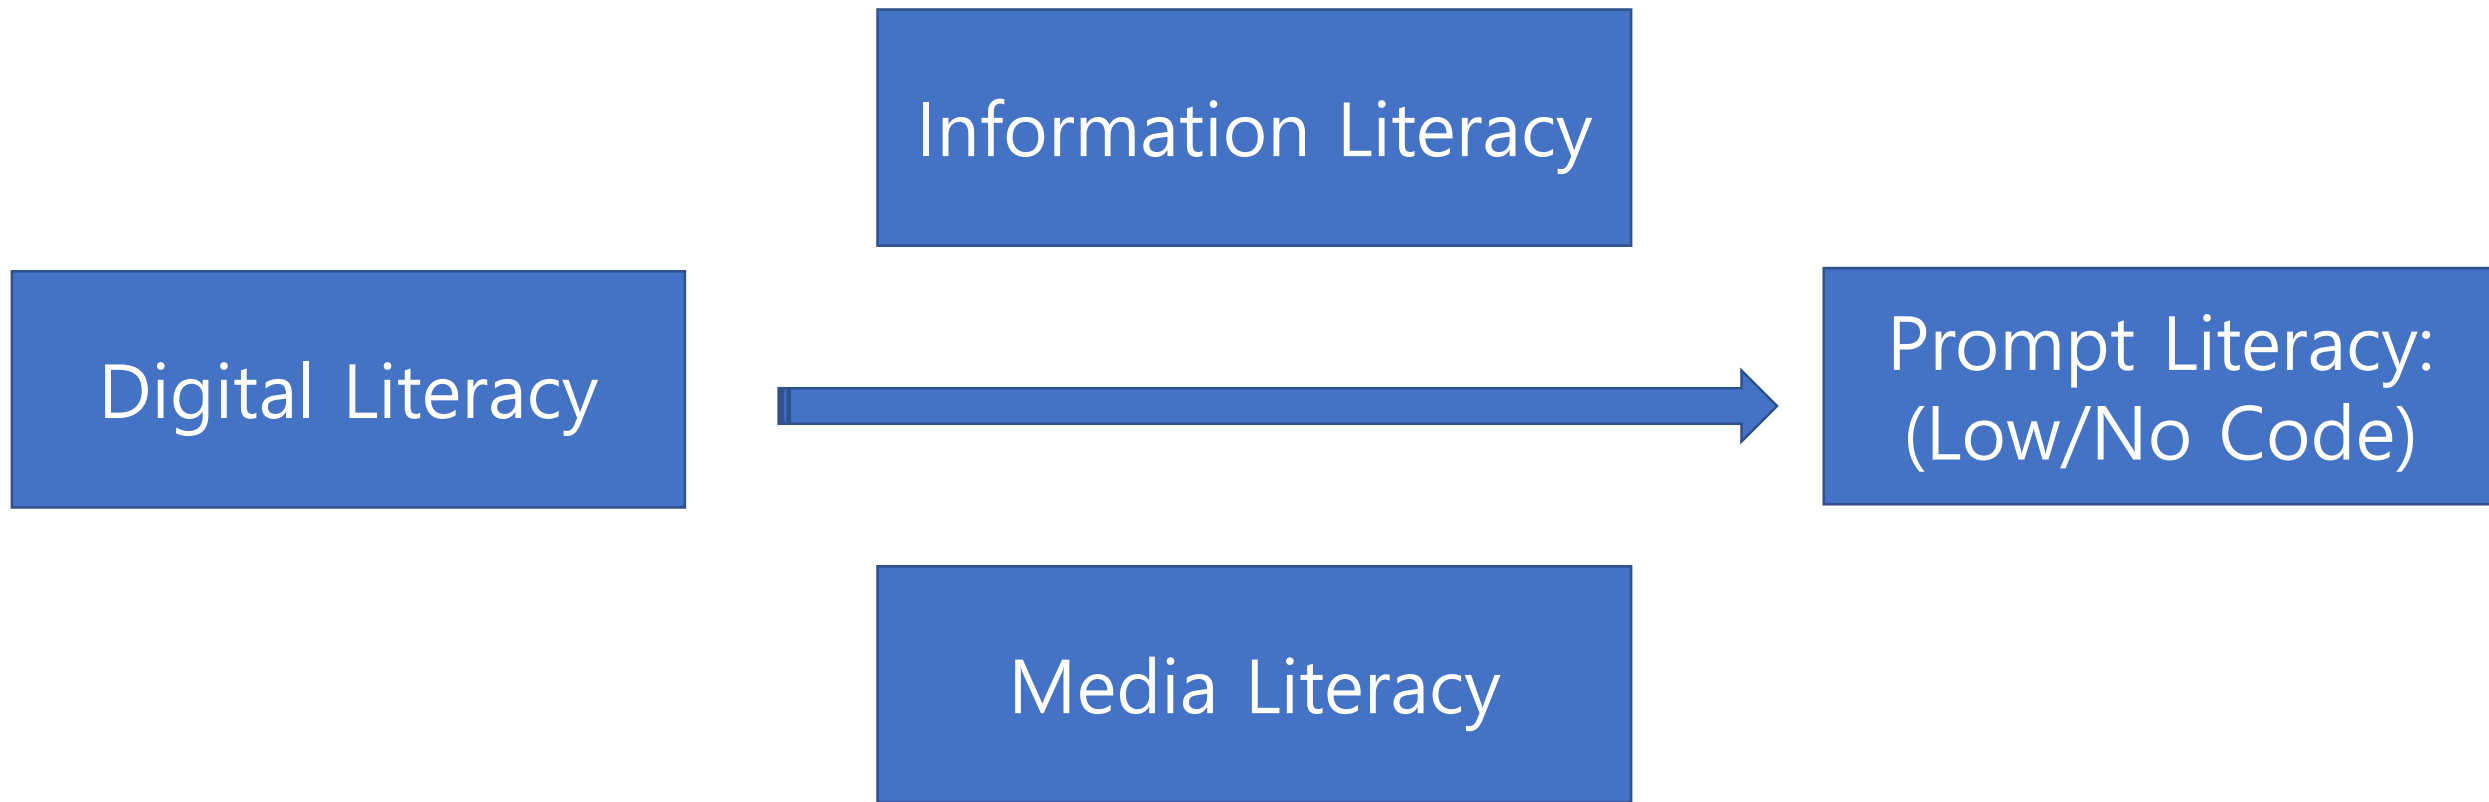 Information Literacy
Digital Literacy
Prompt Literacy:
(Low/No Code)
Media Literacy